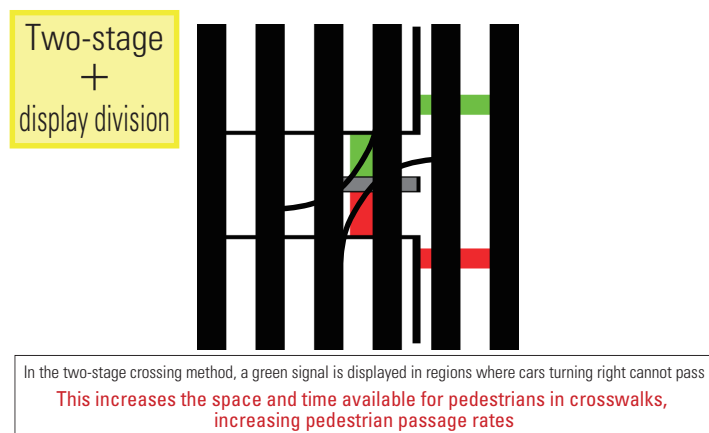 Two-stage
+
display division
In the two-stage crossing method, a green signal is displayed in regions where cars turning right cannot pass
This increases the space and time available for pedestrians in crosswalks,
increasing pedestrian passage rates